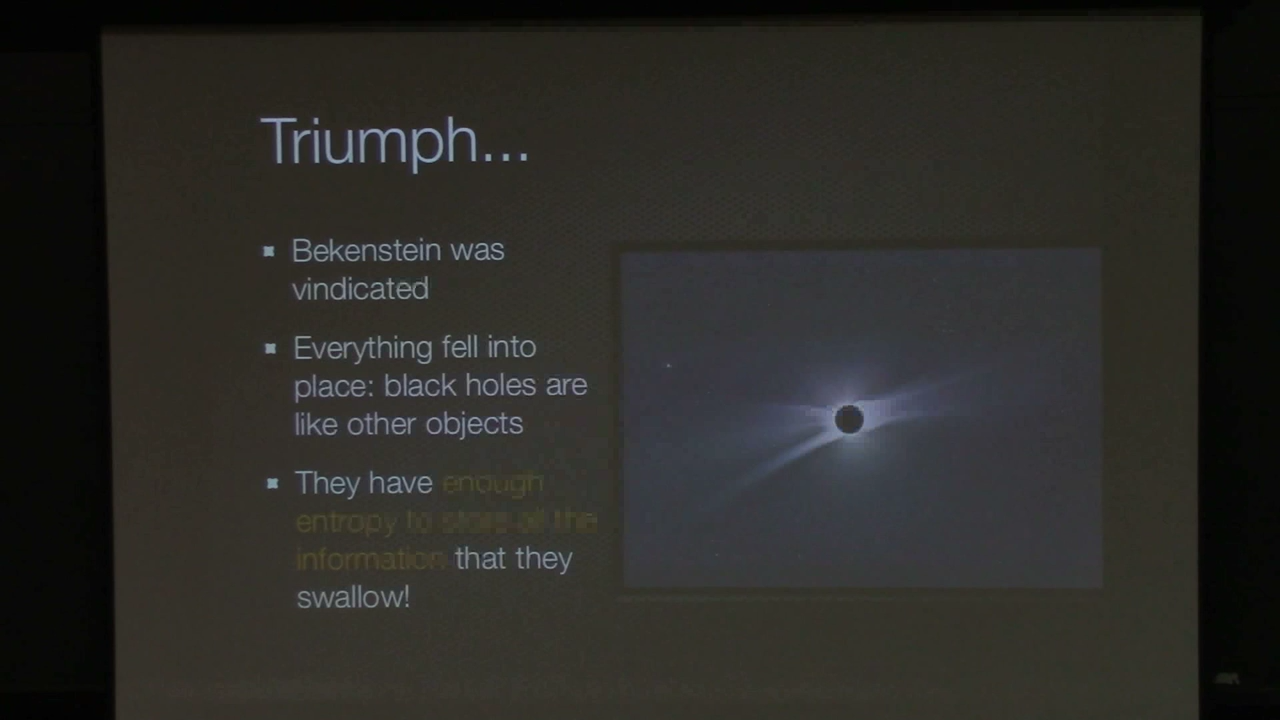 Triumph...
Bekenstein was
vindicated
Everything fell into
place: black holes are
like other objects
They have enough
entropy to store all the
information that they
swallow!